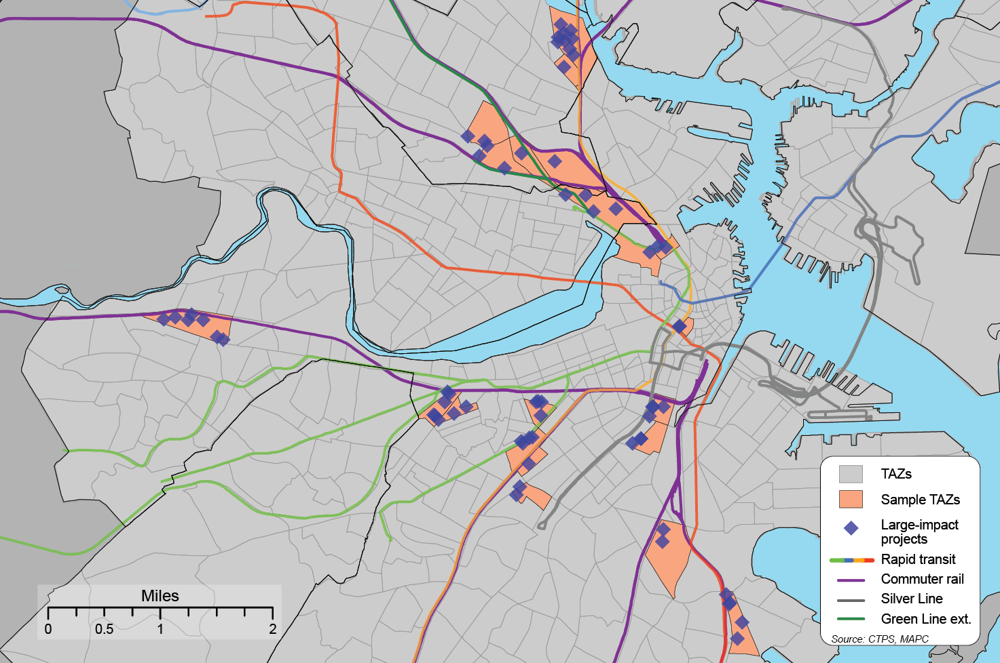 TAZs
Sample TAZs
Large-impact
projects
Rapid transit
Commuter rail
Silver Line
Green Line ext.
Source: CTPS, MAPC
Miles
0 0.5 1 2